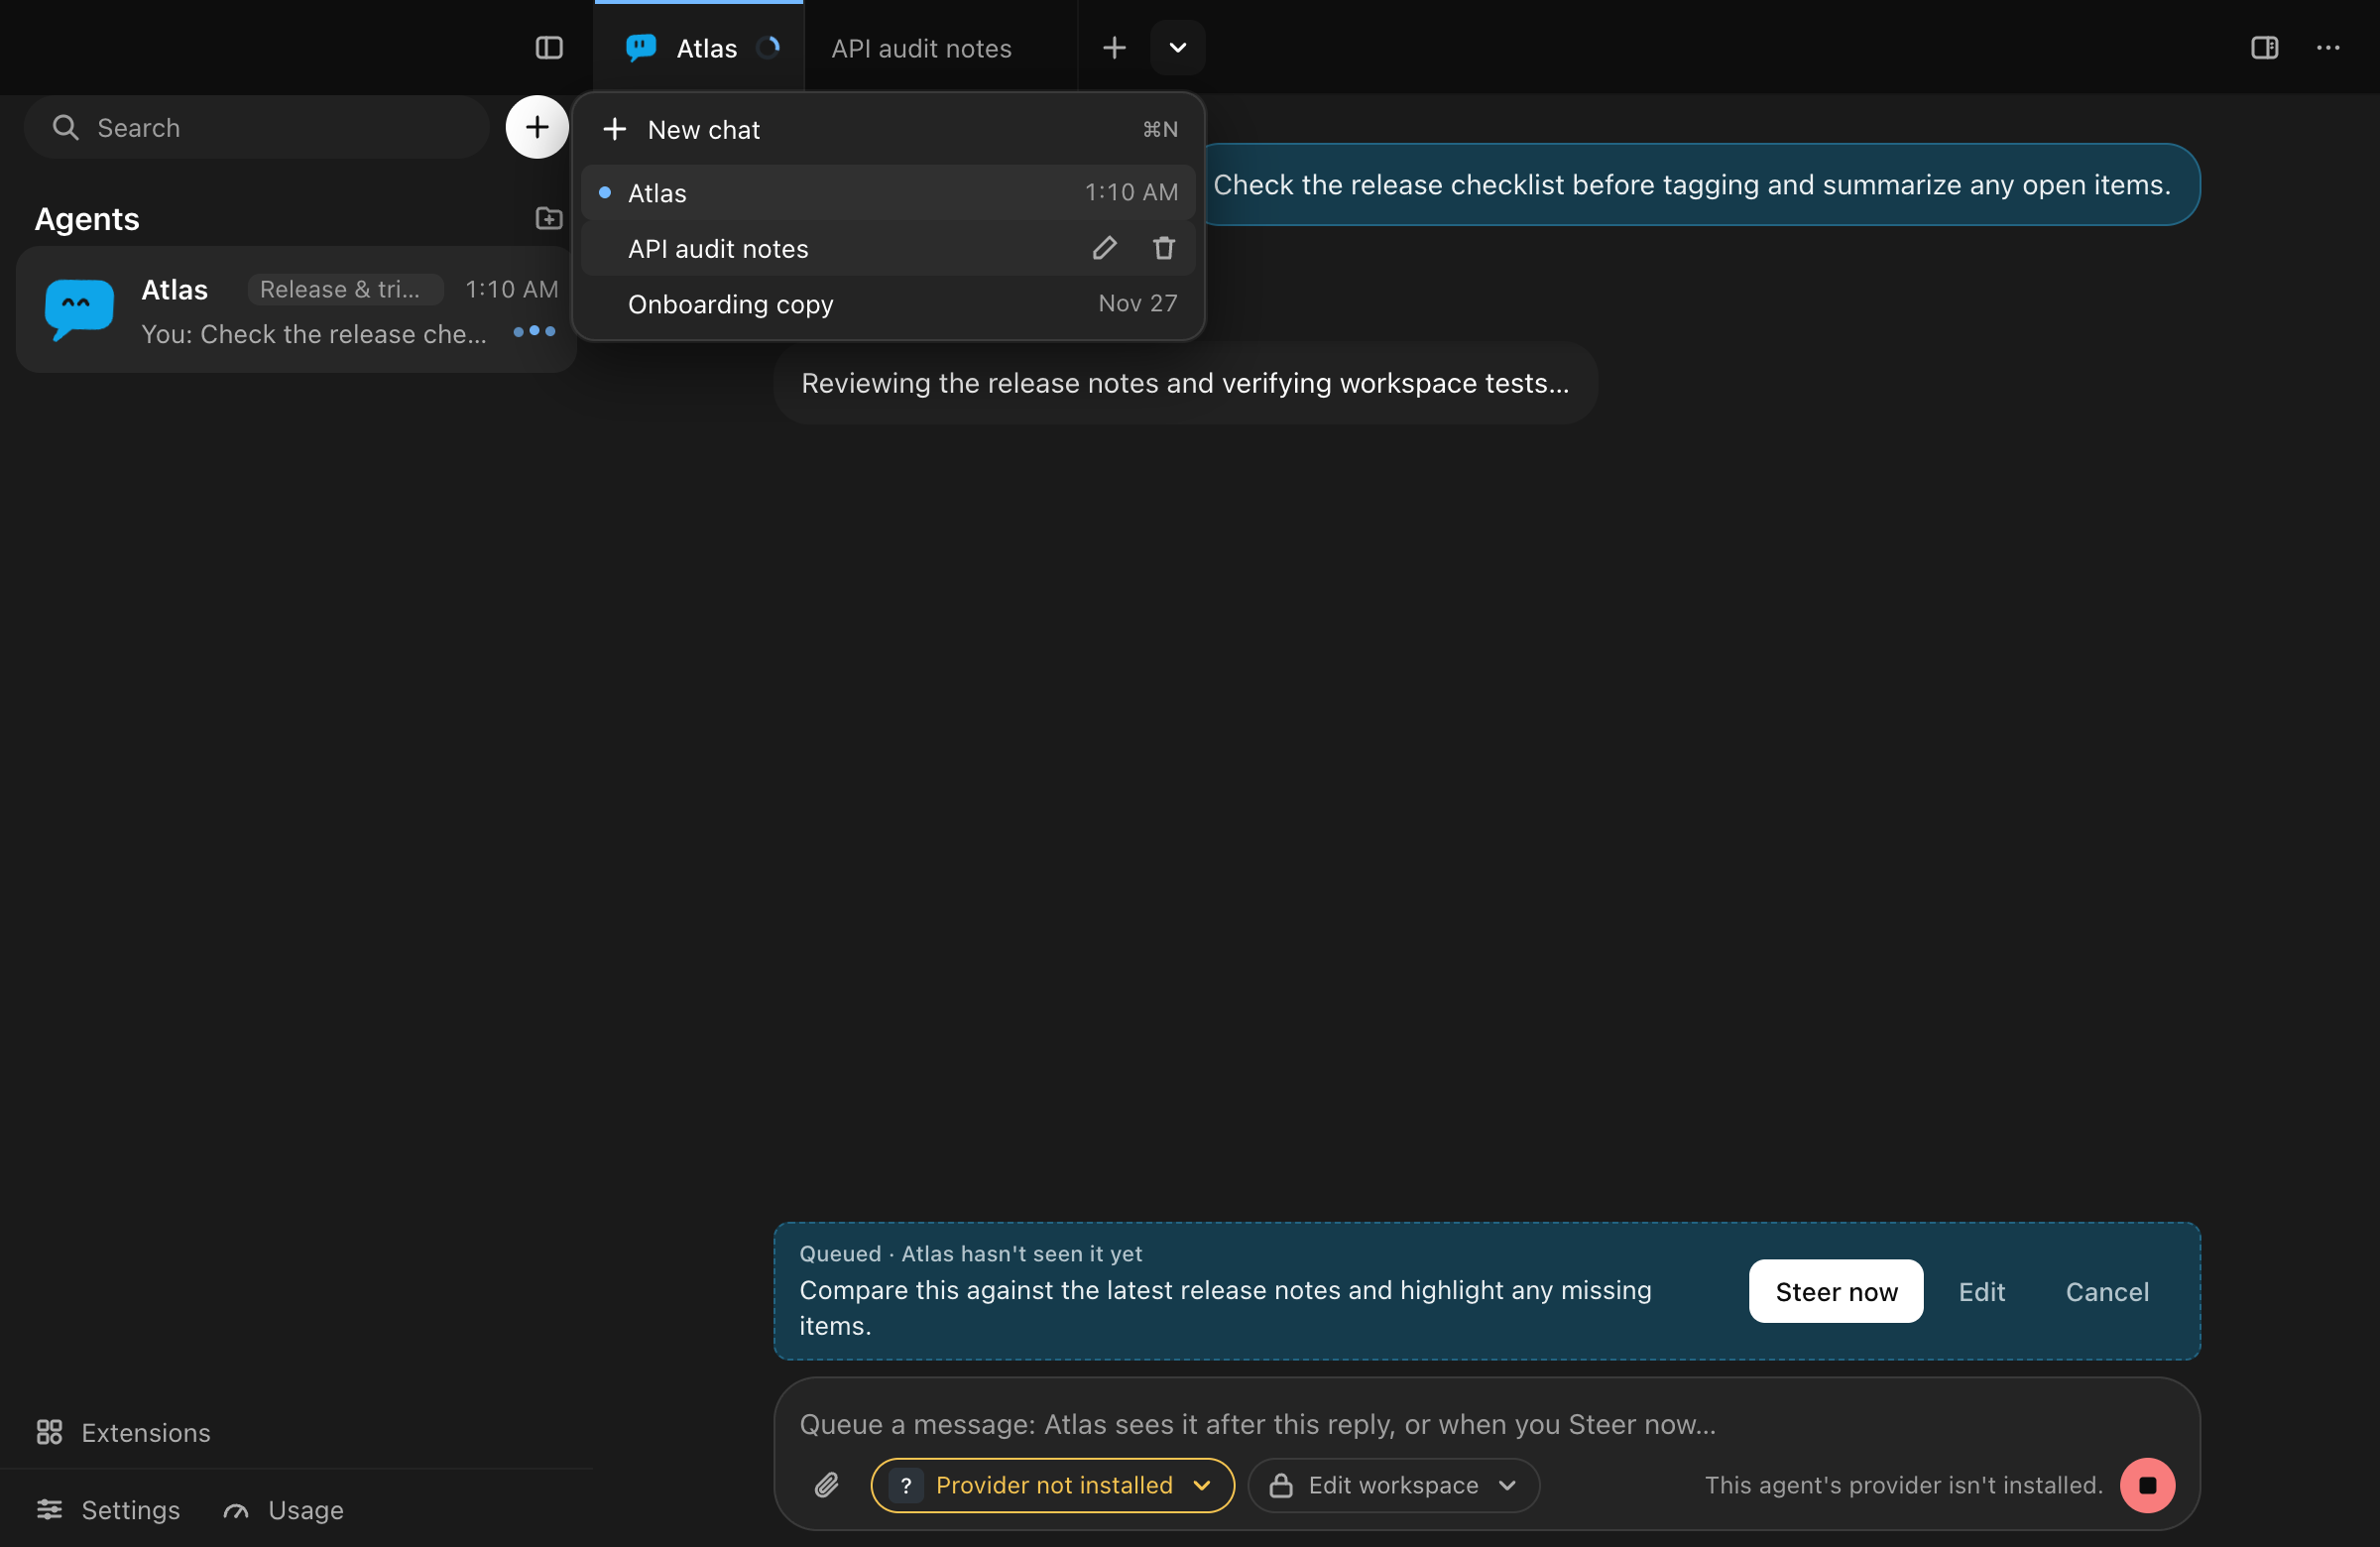 Atlas
API audit notes
Search
New chat
⌘N
Atlas
1:10 AM
API audit notes
Onboarding copy
Nov 27
Agents
Atlas
Release & tri...
1:10 AM
You: Check the release che...
Check the release checklist before tagging and summarize any open items.
Reviewing the release notes and verifying workspace tests...
Queued · Atlas hasn't seen it yet
Compare this against the latest release notes and highlight any missing
items.
Steer now
Edit
Cancel
Queue a message: Atlas sees it after this reply, or when you Steer now...
? Provider not installed
Edit workspace
This agent's provider isn't installed.
Extensions
Settings
Usage